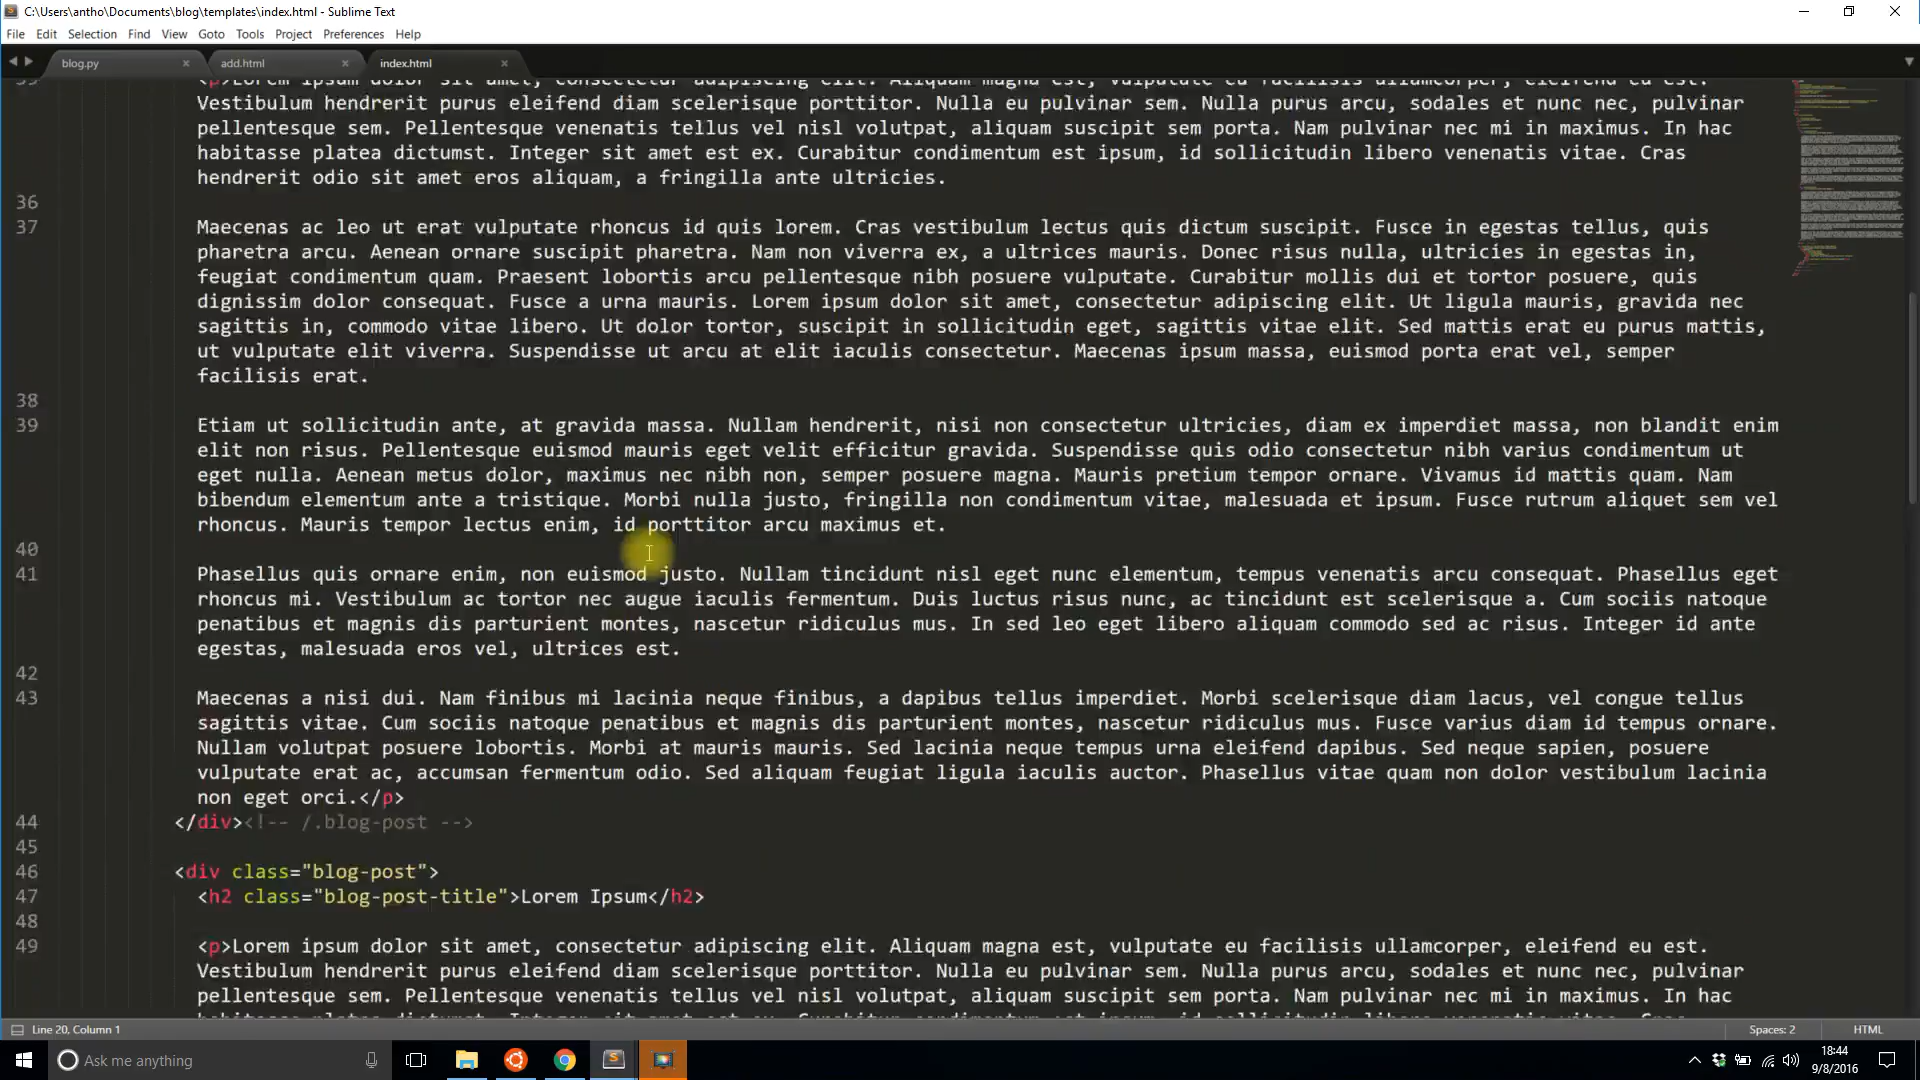 C:\Users\antho\Documents\blog\templates\index.html - Sublime Text
File Edit Selection Find View Goto Tools Project Preferences Help
blog.py × add.html × index.html ×
<p>Lorem ipsum dolor sit amet, consectetur adipiscing elit. Aliquam magna est, vulputate eu facilisis ullamcorper, eleifend eu est.
Vestibulum hendrerit purus eleifend diam scelerisque porttitor. Nulla eu pulvinar sem. Nulla purus arcu, sodales et nunc nec, pulvinar
pellentesque sem. Pellentesque venenatis tellus vel nisl volutpat, aliquam suscipit sem porta. Nam pulvinar nec mi in maximus. In hac
habitasse platea dictumst. Integer sit amet est ex. Curabitur condimentum est ipsum, id sollicitudin libero venenatis vitae. Cras
hendrerit odio sit amet eros aliquam, a fringilla ante ultricies.
36
37 Maecenas ac leo ut erat vulputate rhoncus id quis lorem. Cras vestibulum lectus quis dictum suscipit. Fusce in egestas tellus, quis
pharetra arcu. Aenean ornare suscipit pharetra. Nam non viverra ex, a ultrices mauris. Donec risus nulla, ultricies in egestas in,
feugiat condimentum quam. Praesent lobortis arcu pellentesque nibh posuere vulputate. Curabitur mollis dui et tortor posuere, quis
dignissim dolor consequat. Fusce a urna mauris. Lorem ipsum dolor sit amet, consectetur adipiscing elit. Ut ligula mauris, gravida nec
sagittis in, commodo vitae libero. Ut dolor tortor, suscipit in sollicitudin eget, sagittis vitae elit. Sed mattis erat eu purus mattis,
ut vulputate elit viverra. Suspendisse ut arcu at elit iaculis consectetur. Maecenas ipsum massa, euismod porta erat vel, semper
facilisis erat.
38
39 Etiam ut sollicitudin ante, at gravida massa. Nullam hendrerit, nisi non consectetur ultricies, diam ex imperdiet massa, non blandit enim
elit non risus. Pellentesque euismod mauris eget velit efficitur gravida. Suspendisse quis odio consectetur nibh varius condimentum ut
eget nulla. Aenean metus dolor, maximus nec nibh non, semper posuere magna. Mauris pretium tempor ornare. Vivamus id mattis quam. Nam
bibendum elementum ante a tristique. Morbi nulla justo, fringilla non condimentum vitae, malesuada et ipsum. Fusce rutrum aliquet sem vel
rhoncus. Mauris tempor lectus enim, id porttitor arcu maximus et.
40
41 Phasellus quis ornare enim, non euismod justo. Nullam tincidunt nisl eget nunc elementum, tempus venenatis arcu consequat. Phasellus eget
rhoncus mi. Vestibulum ac tortor nec augue iaculis fermentum. Duis luctus risus nunc, ac tincidunt est scelerisque a. Cum sociis natoque
penatibus et magnis dis parturient montes, nascetur ridiculus mus. In sed leo eget libero aliquam commodo sed ac risus. Integer id ante
egestas, malesuada eros vel, ultrices est.
42
43 Maecenas a nisi dui. Nam finibus mi lacinia neque finibus, a dapibus tellus imperdiet. Morbi scelerisque diam lacus, vel congue tellus
sagittis vitae. Cum sociis natoque penatibus et magnis dis parturient montes, nascetur ridiculus mus. Fusce varius diam id tempus ornare.
Nullam volutpat posuere lobortis. Morbi at mauris mauris. Sed lacinia neque tempus urna eleifend dapibus. Sed neque sapien, posuere
vulputate erat ac, accumsan fermentum odio. Sed aliquam feugiat ligula iaculis auctor. Phasellus vitae quam non dolor vestibulum lacinia
non eget orci.</p>
44 </div><!-- /.blog-post -->
45
46 <div class="blog-post">
47 <h2 class="blog-post-title">Lorem Ipsum</h2>
48
49 <p>Lorem ipsum dolor sit amet, consectetur adipiscing elit. Aliquam magna est, vulputate eu facilisis ullamcorper, eleifend eu est.
Vestibulum hendrerit purus eleifend diam scelerisque porttitor. Nulla eu pulvinar sem. Nulla purus arcu, sodales et nunc nec, pulvinar
pellentesque sem. Pellentesque venenatis tellus vel nisl volutpat, aliquam suscipit sem porta. Nam pulvinar nec mi in maximus. In hac
Line 20, Column 1 Spaces: 2 HTML
Ask me anything
18:44
9/8/2016